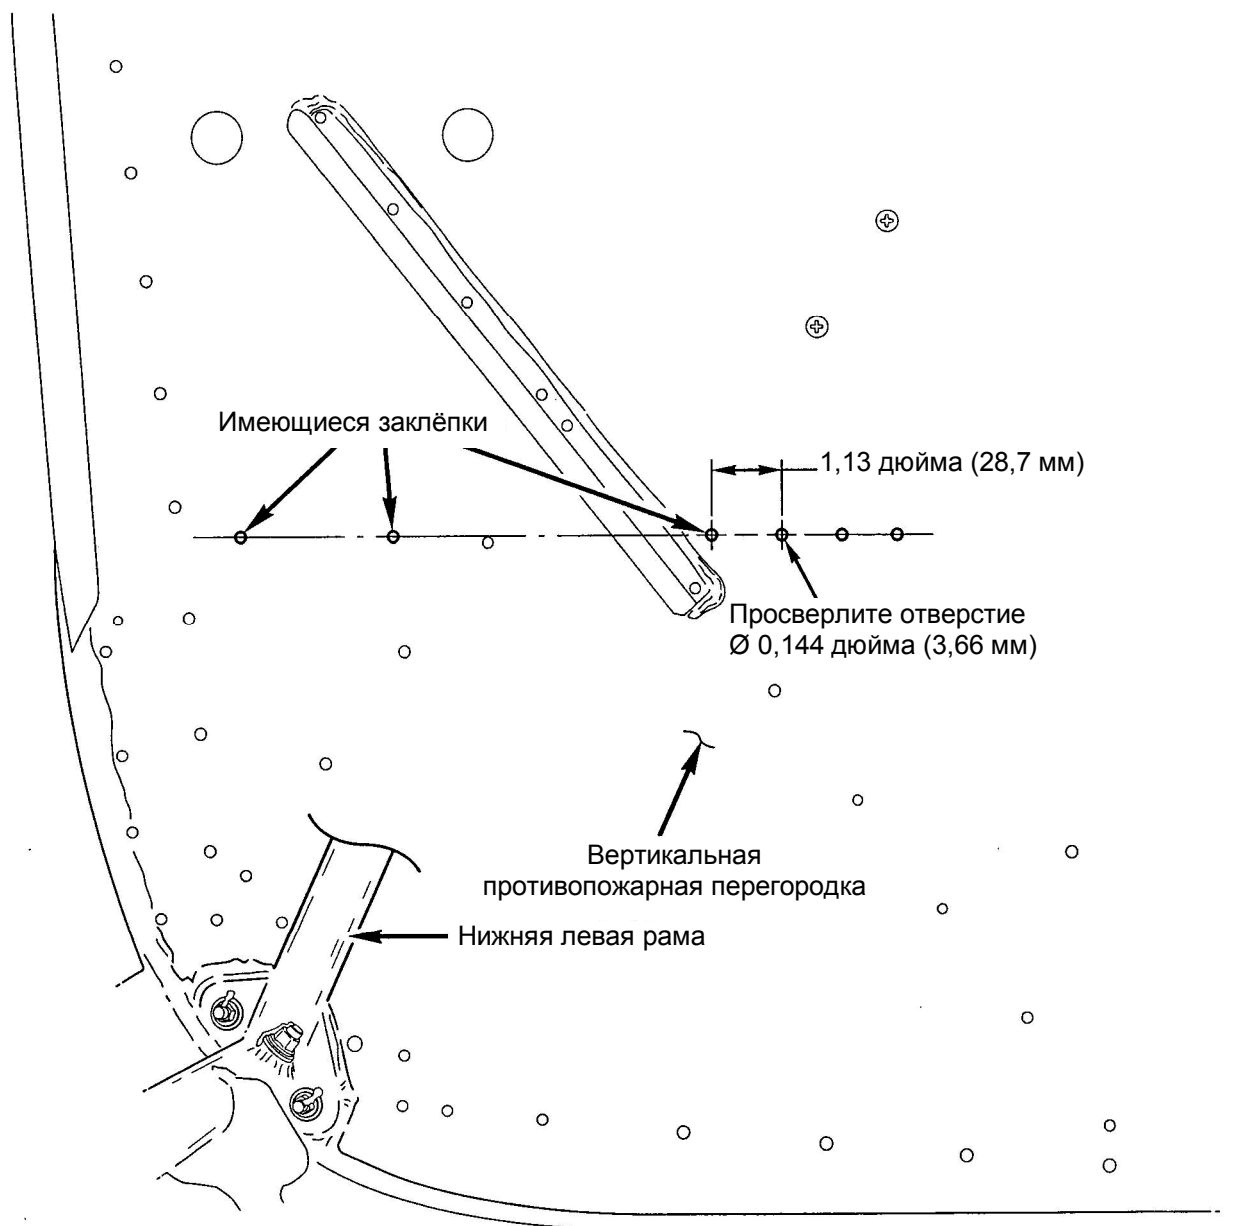 Имеющиеся заклёпки
1,13 дюйма (28,7 мм)
Просверлите отверстие
Ø 0,144 дюйма (3,66 мм)
Вертикальная
противопожарная перегородка
Нижняя левая рама